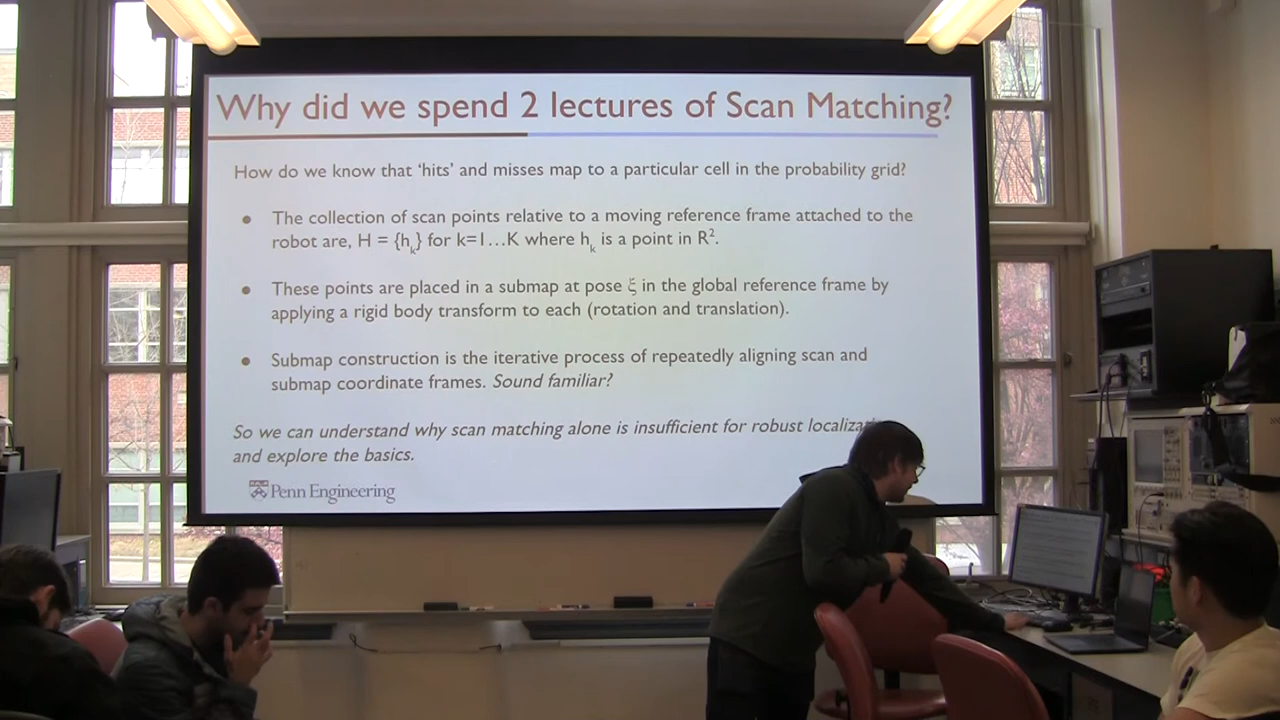 Why did we spend 2 lectures of Scan Matching?
How do we know that ‘hits’ and misses map to a particular cell in the probability grid?
● The collection of scan points relative to a moving reference frame attached to the
robot are, H = {hₖ} for k=1…K where hₖ is a point in R².
● These points are placed in a submap at pose ξ in the global reference frame by
applying a rigid body transform to each (rotation and translation).
● Submap construction is the iterative process of repeatedly aligning scan and
submap coordinate frames. Sound familiar?
So we can understand why scan matching alone is insufficient for robust
and explore the basics.
Penn Engineering